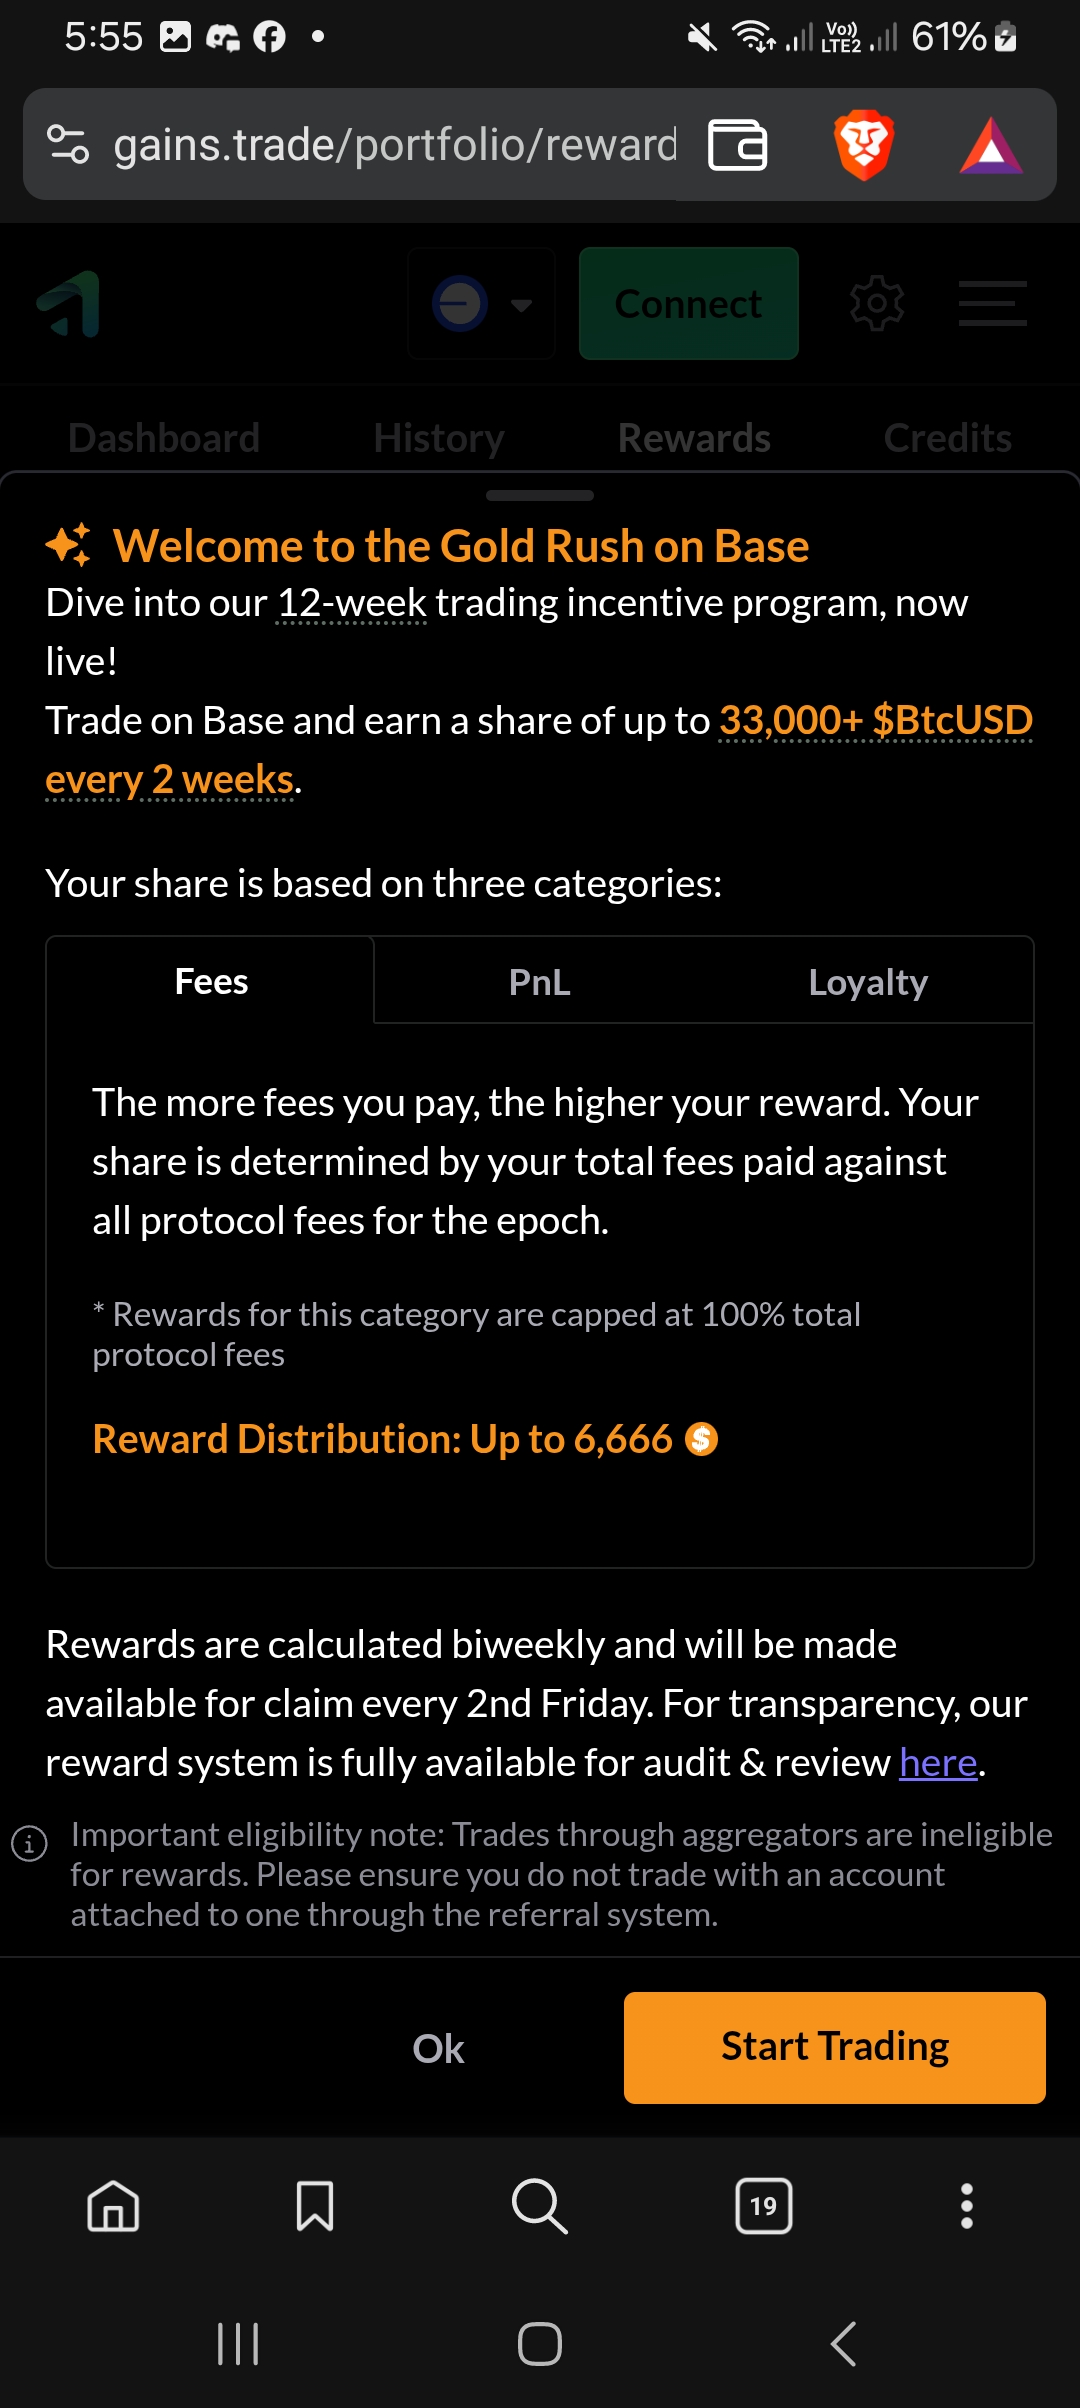 5:55
Vo))
LTE2
61%
gains.trade/portfolio/reward
Connect
Dashboard History Rewards Credits
Welcome to the Gold Rush on Base
Dive into our 12-week trading incentive program, now
live!
Trade on Base and earn a share of up to 33,000+ $BtcUSD
every 2 weeks.
Your share is based on three categories:
Fees PnL Loyalty
The more fees you pay, the higher your reward. Your
share is determined by your total fees paid against
all protocol fees for the epoch.
* Rewards for this category are capped at 100% total
protocol fees
Reward Distribution: Up to 6,666
Rewards are calculated biweekly and will be made
available for claim every 2nd Friday. For transparency, our
reward system is fully available for audit & review here.
Important eligibility note: Trades through aggregators are ineligible
for rewards. Please ensure you do not trade with an account
attached to one through the referral system.
Ok Start Trading
19